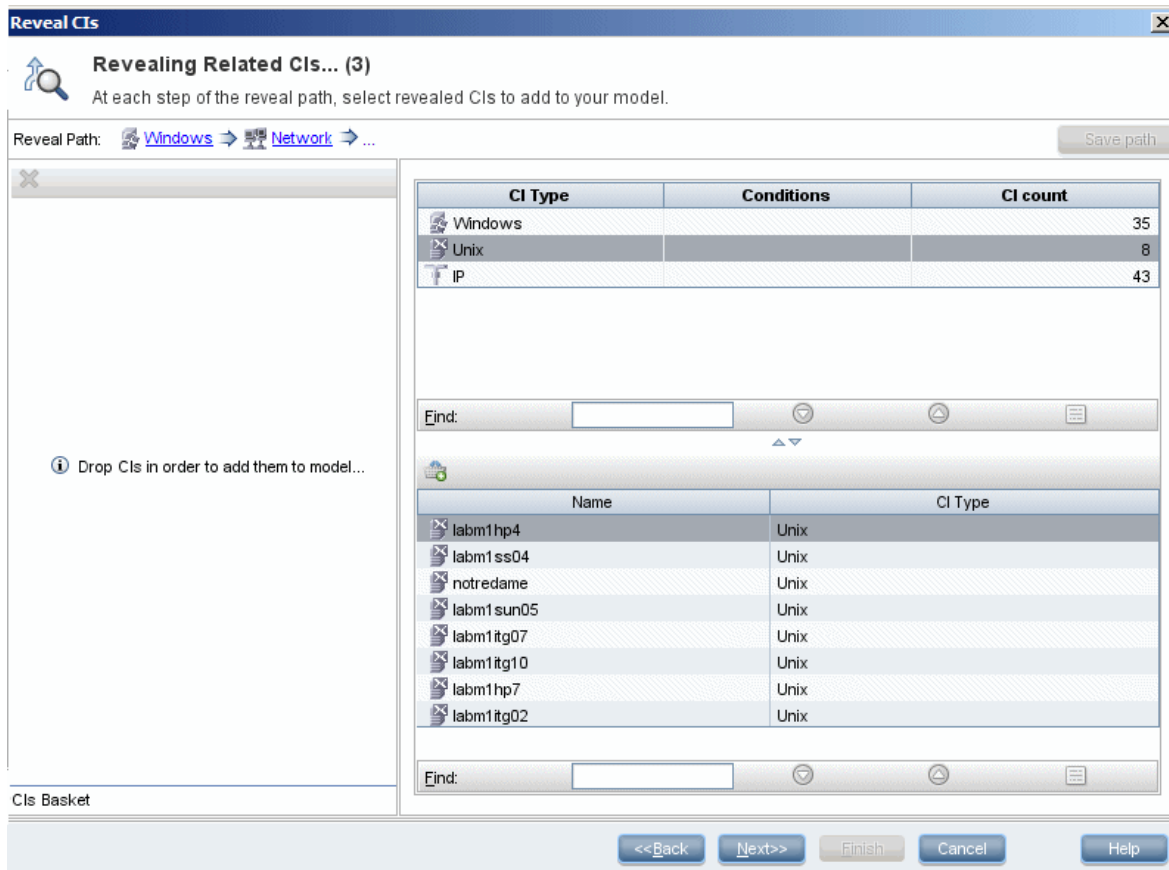 Reveal CIs
Revealing Related CIs... (3)
At each step of the reveal path, select revealed CIs to add to your model.
Reveal Path: Windows Network ...
Save path
CI Type Conditions CI count
Windows 35
Unix 8
IP 43
Find:
Drop CIs in order to add them to model...
Name CI Type
labm1hp4 Unix
labm1ss04 Unix
notredame Unix
labm1sun05 Unix
labm1itg07 Unix
labm1itg10 Unix
labm1hp7 Unix
labm1itg02 Unix
Find:
CIs Basket
<<Back Next>> Finish Cancel Help